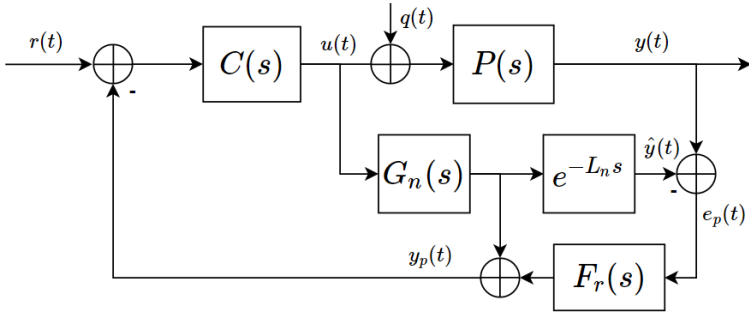 q(t)
r(t)
C(s)
u(t)
P(s)
y(t)
-
G_n(s)
e^{-L_n s}
ŷ(t)
-
e_p(t)
y_p(t)
F_r(s)